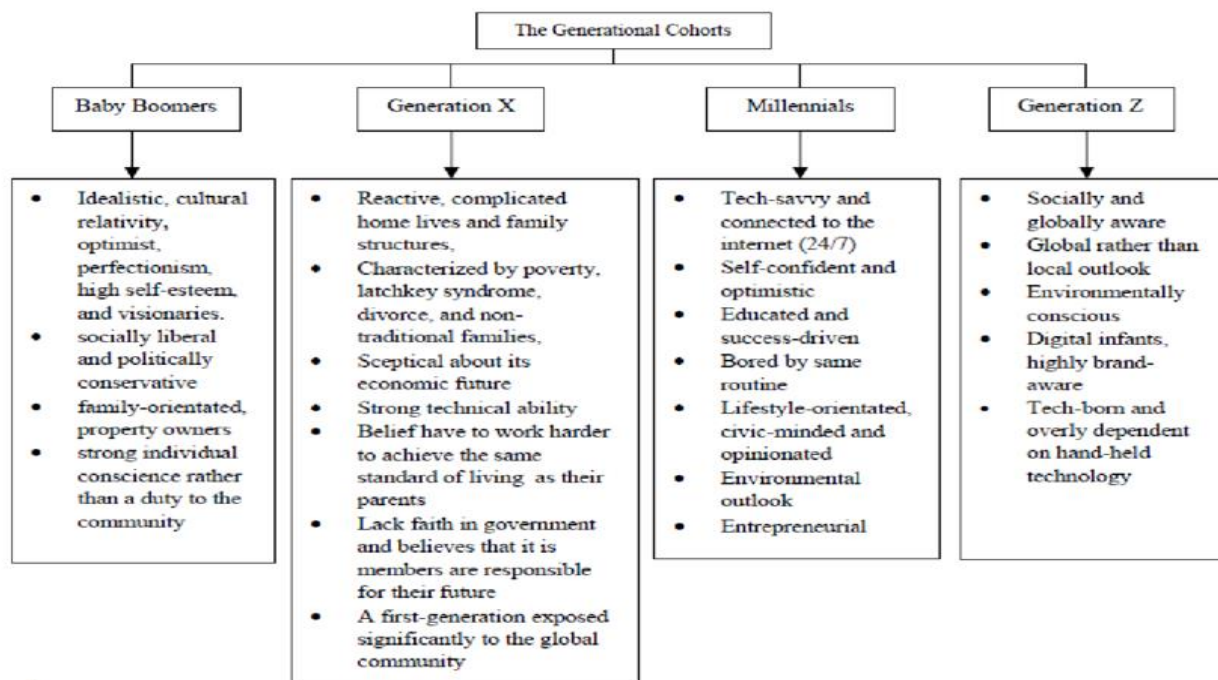 The Generational Cohorts
Baby Boomers
Generation X
Millennials
Generation Z
• Idealistic, cultural
relativity,
optimist,
perfectionism,
high self-esteem,
and visionaries.
• socially liberal
and politically
conservative
• family-orientated,
property owners
• strong individual
conscience rather
than a duty to the
community
• Reactive, complicated
home lives and family
structures,
• Characterized by poverty,
latchkey syndrome,
divorce, and non-
traditional families,
• Sceptical about its
economic future
• Strong technical ability
• Belief have to work harder
to achieve the same
standard of living as their
parents
• Lack faith in government
and believes that it is
members are responsible
for their future
• A first-generation exposed
significantly to the global
community
• Tech-savvy and
connected to the
internet (24/7)
• Self-confident and
optimistic
• Educated and
success-driven
• Bored by same
routine
• Lifestyle-orientated,
civic-minded and
opinionated
• Environmental
outlook
• Entrepreneurial
• Socially and
globally aware
• Global rather than
local outlook
• Environmentally
conscious
• Digital infants,
highly brand-
aware
• Tech-born and
overly dependent
on hand-held
technology